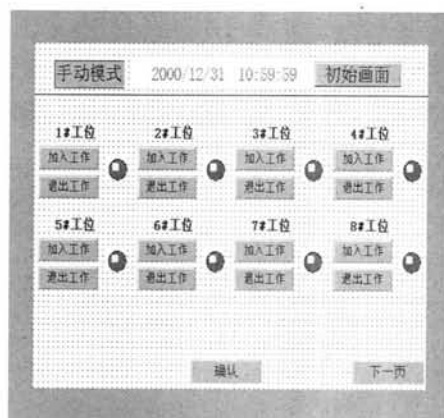 手动模式 2000/12/31 10:59:59 初始画面
1#工位 2#工位 3#工位 4#工位
加入工作 加入工作 加入工作 加入工作
退出工作 退出工作 退出工作 退出工作
5#工位 6#工位 7#工位 8#工位
加入工作 加入工作 加入工作 加入工作
退出工作 退出工作 退出工作 退出工作
确认 下一页